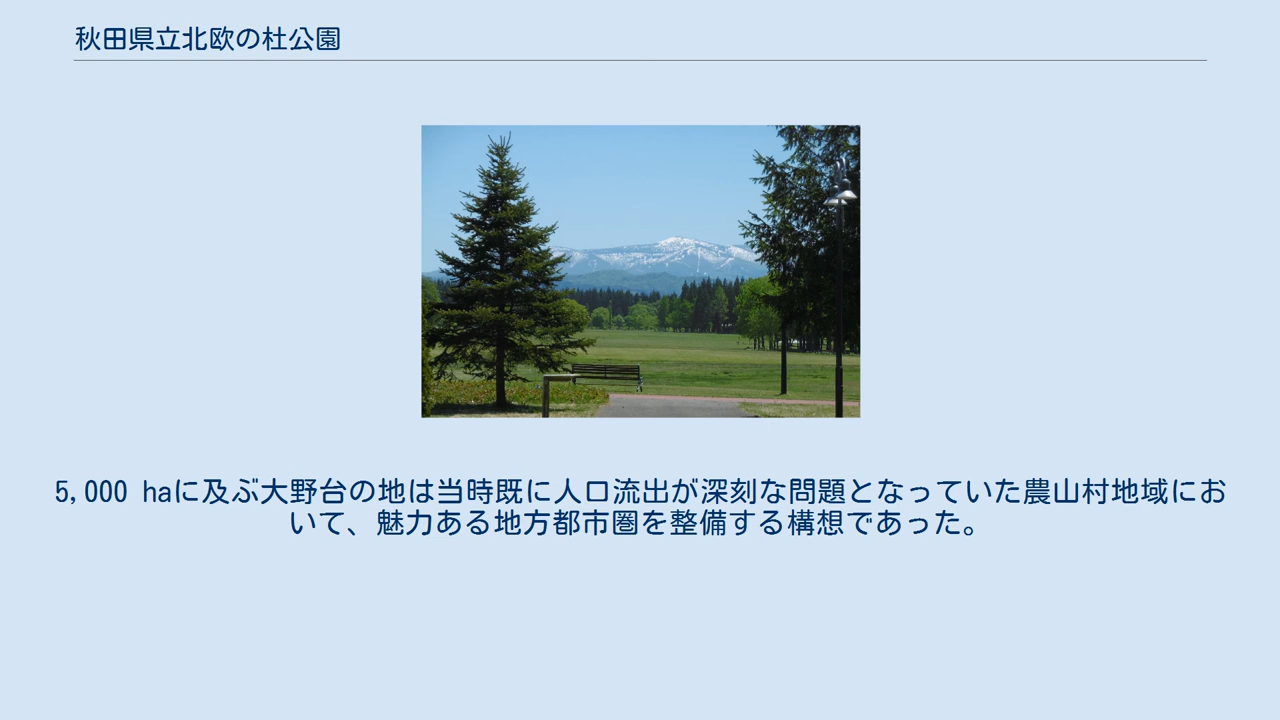 秋田県立北欧の杜公園
5,000 haに及ぶ大野台の地は当時既に人口流出が深刻な問題となっていた農山村地域にお
いて、魅力ある地方都市圏を整備する構想であった。